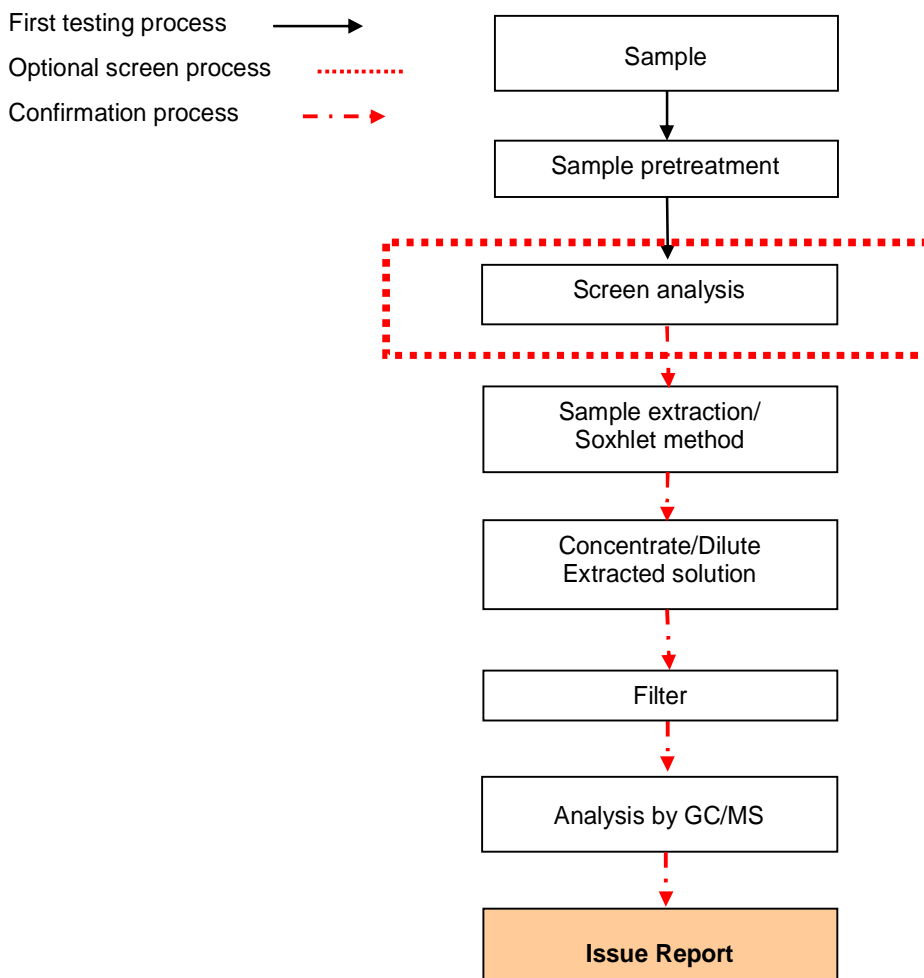 First testing process
Optional screen process
Confirmation process
Sample
Sample pretreatment
Screen analysis
Sample extraction/
Soxhlet method
Concentrate/Dilute
Extracted solution
Filter
Analysis by GC/MS
Issue Report